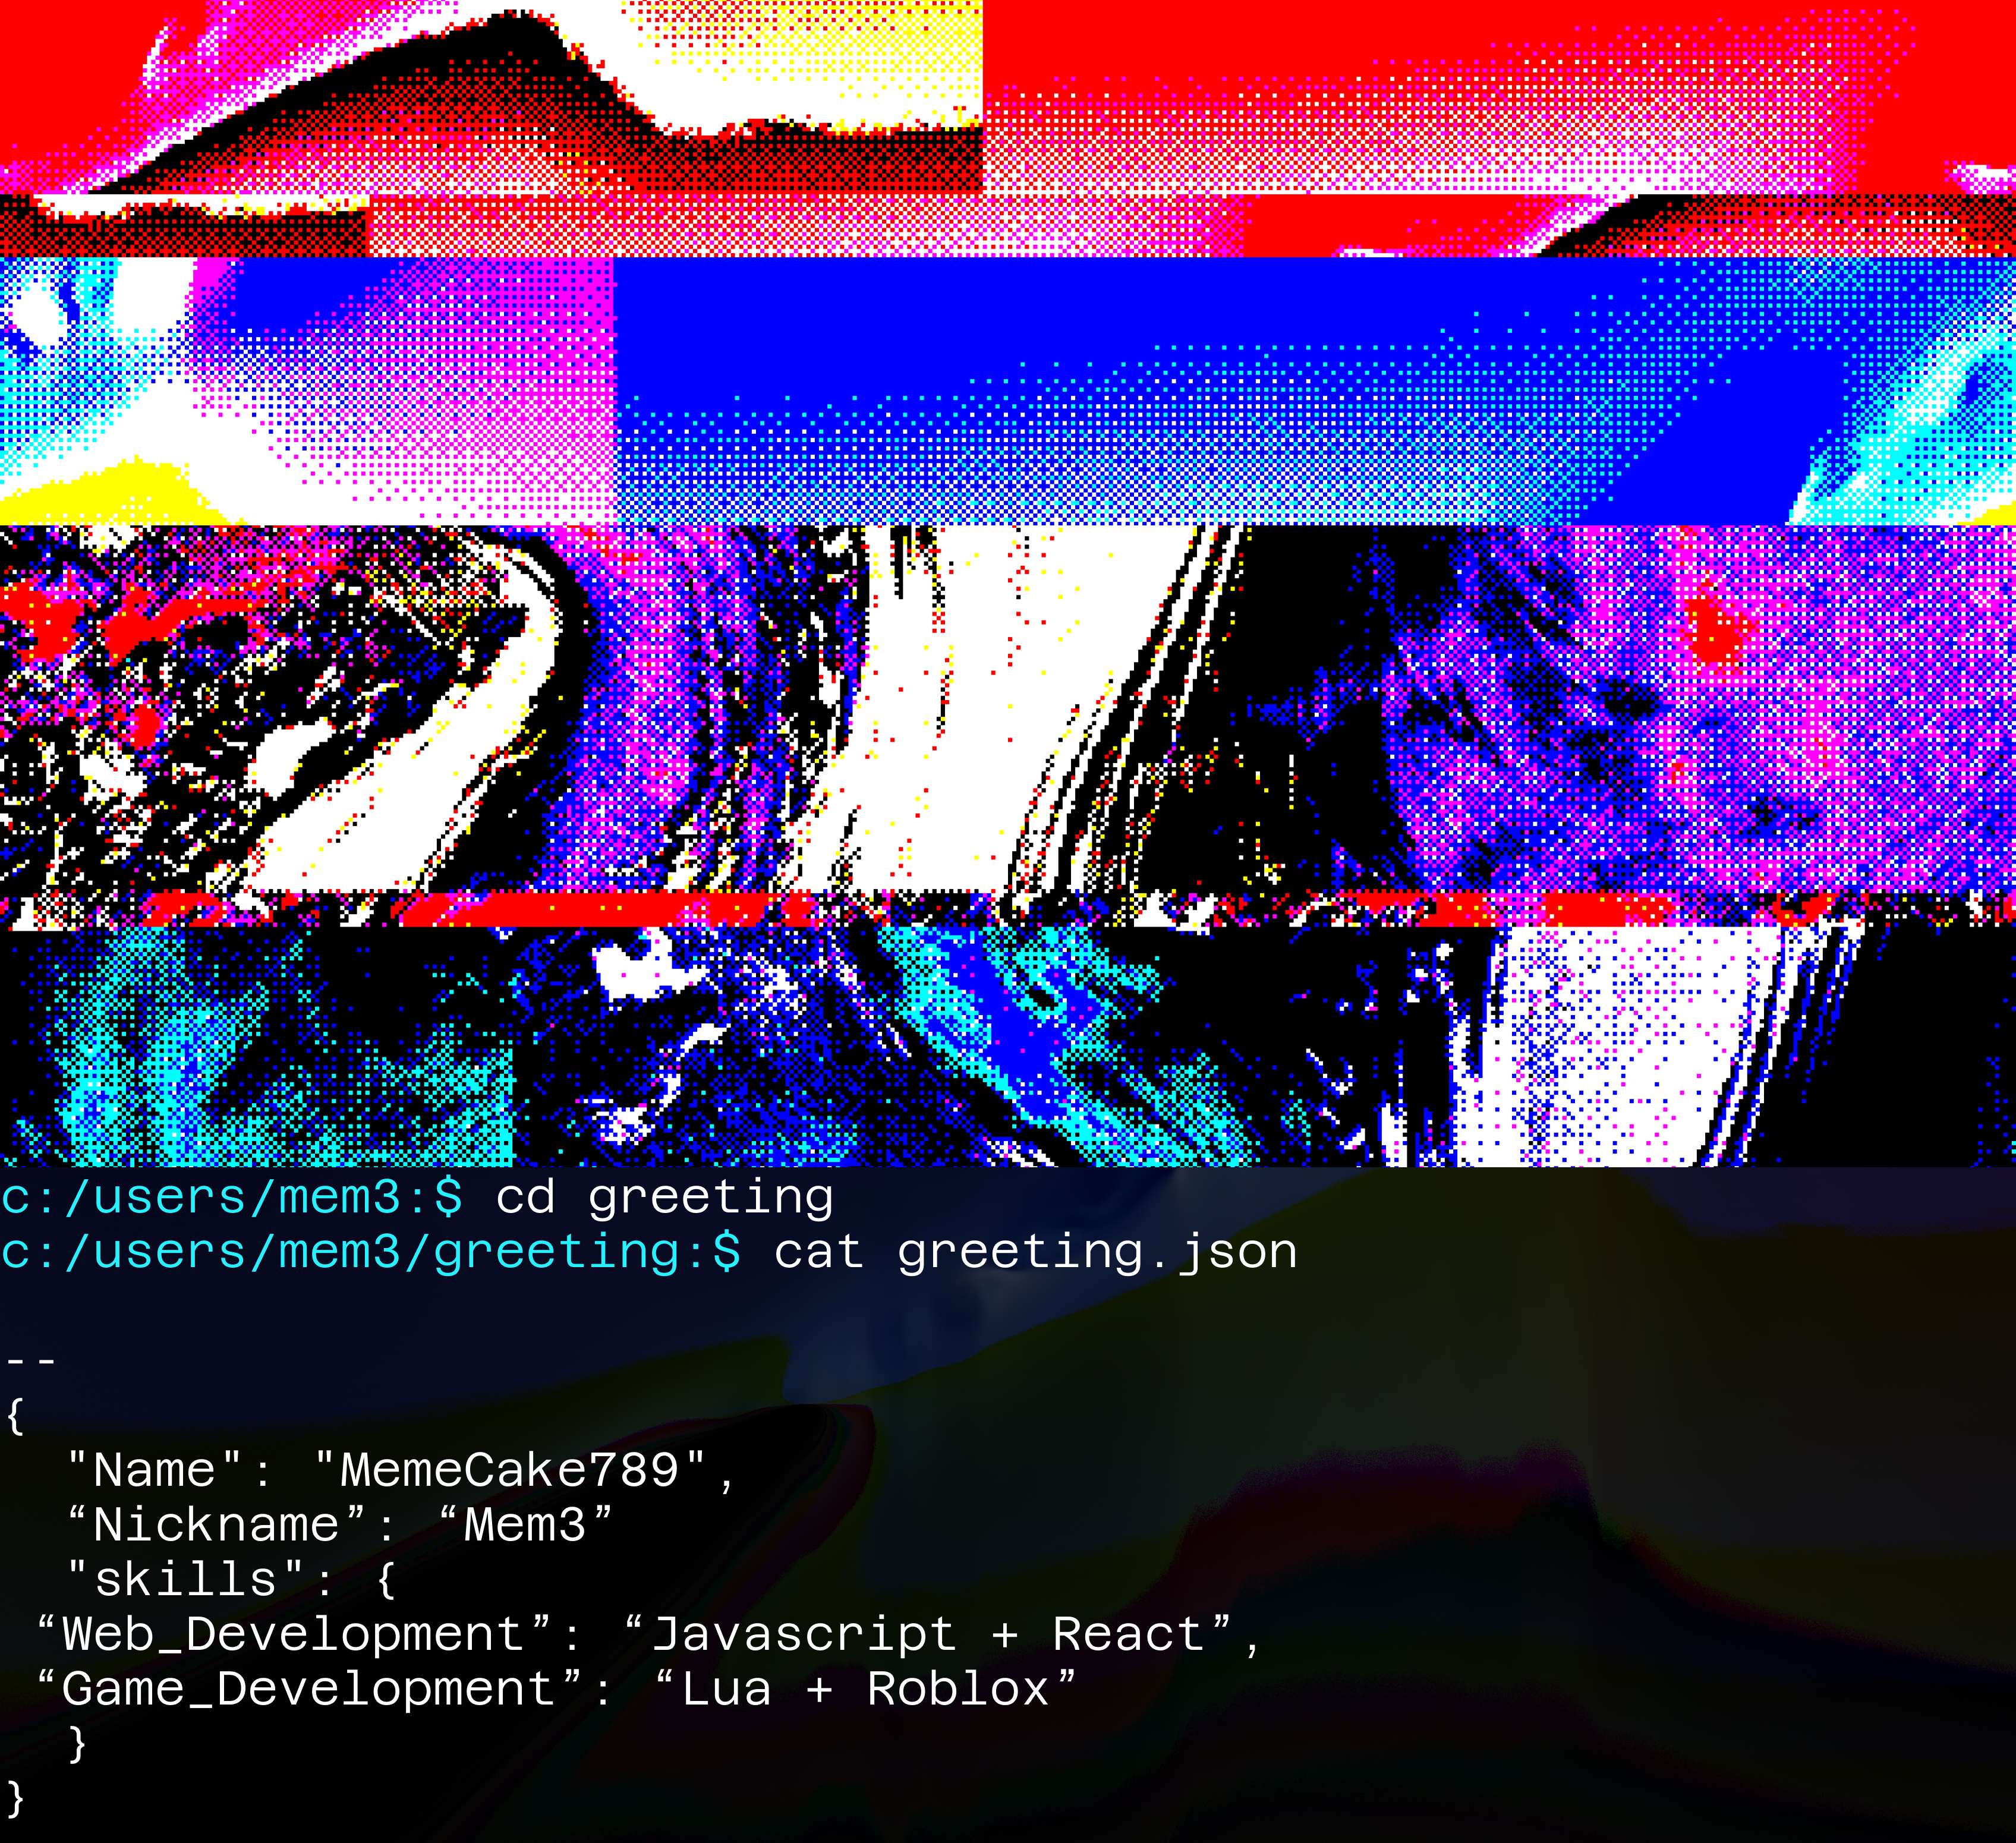 c:/users/mem3:$ cd greeting
c:/users/mem3/greeting:$ cat greeting.json
--
{
"Name": "MemeCake789",
“Nickname”: “Mem3”
"skills": {
“Web_Development”: “Javascript + React”,
“Game_Development”: “Lua + Roblox”
}
}